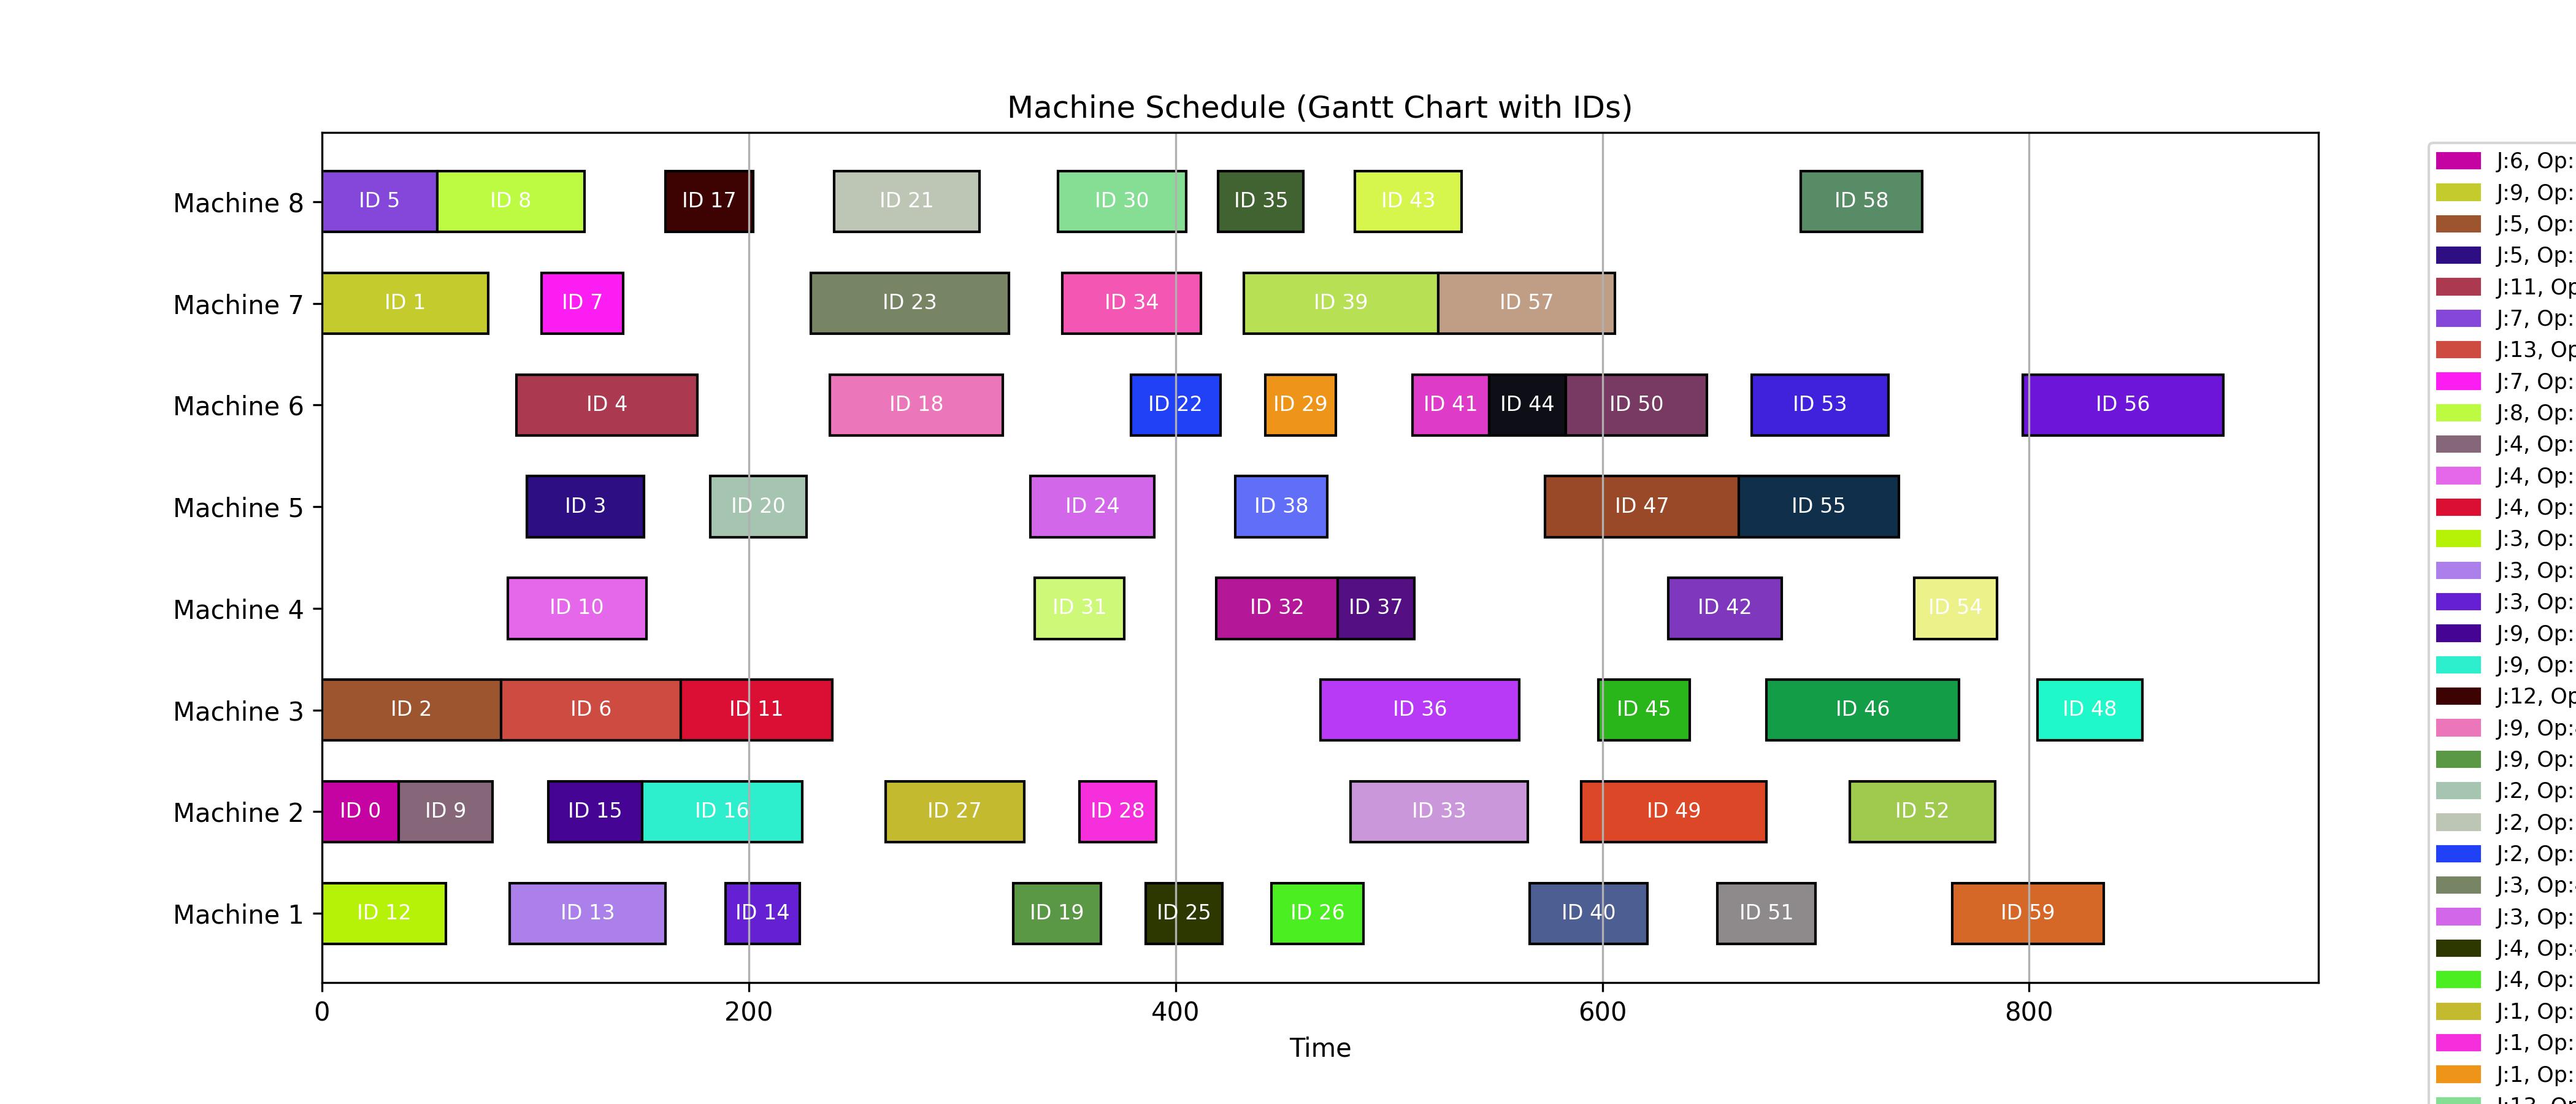 Machine Schedule (Gantt Chart with IDs)
Machine 8
ID 5 ID 8 ID 17 ID 21 ID 30 ID 35 ID 43 ID 58
Machine 7
ID 1 ID 7 ID 23 ID 34 ID 39 ID 57
Machine 6
ID 4 ID 18 ID 22 ID 29 ID 41 ID 44 ID 50 ID 53 ID 56
Machine 5
ID 3 ID 20 ID 24 ID 38 ID 47 ID 55
Machine 4
ID 10 ID 31 ID 32 ID 37 ID 42 ID 54
Machine 3
ID 2 ID 6 ID 11 ID 36 ID 45 ID 46 ID 48
Machine 2
ID 0 ID 9 ID 15 ID 16 ID 27 ID 28 ID 33 ID 49 ID 52
Machine 1
ID 12 ID 13 ID 14 ID 19 ID 25 ID 26 ID 40 ID 51 ID 59
0 200 400 600 800
Time
J:6, Op:
J:9, Op:
J:5, Op:
J:5, Op:
J:11, Op
J:7, Op:
J:13, Op
J:7, Op:
J:8, Op:
J:4, Op:
J:4, Op:
J:4, Op:
J:3, Op:
J:3, Op:
J:3, Op:
J:9, Op:
J:9, Op:
J:12, Op
J:9, Op:
J:9, Op:
J:2, Op:
J:2, Op:
J:2, Op:
J:3, Op:
J:3, Op:
J:4, Op:
J:4, Op:
J:1, Op:
J:1, Op:
J:1, Op: